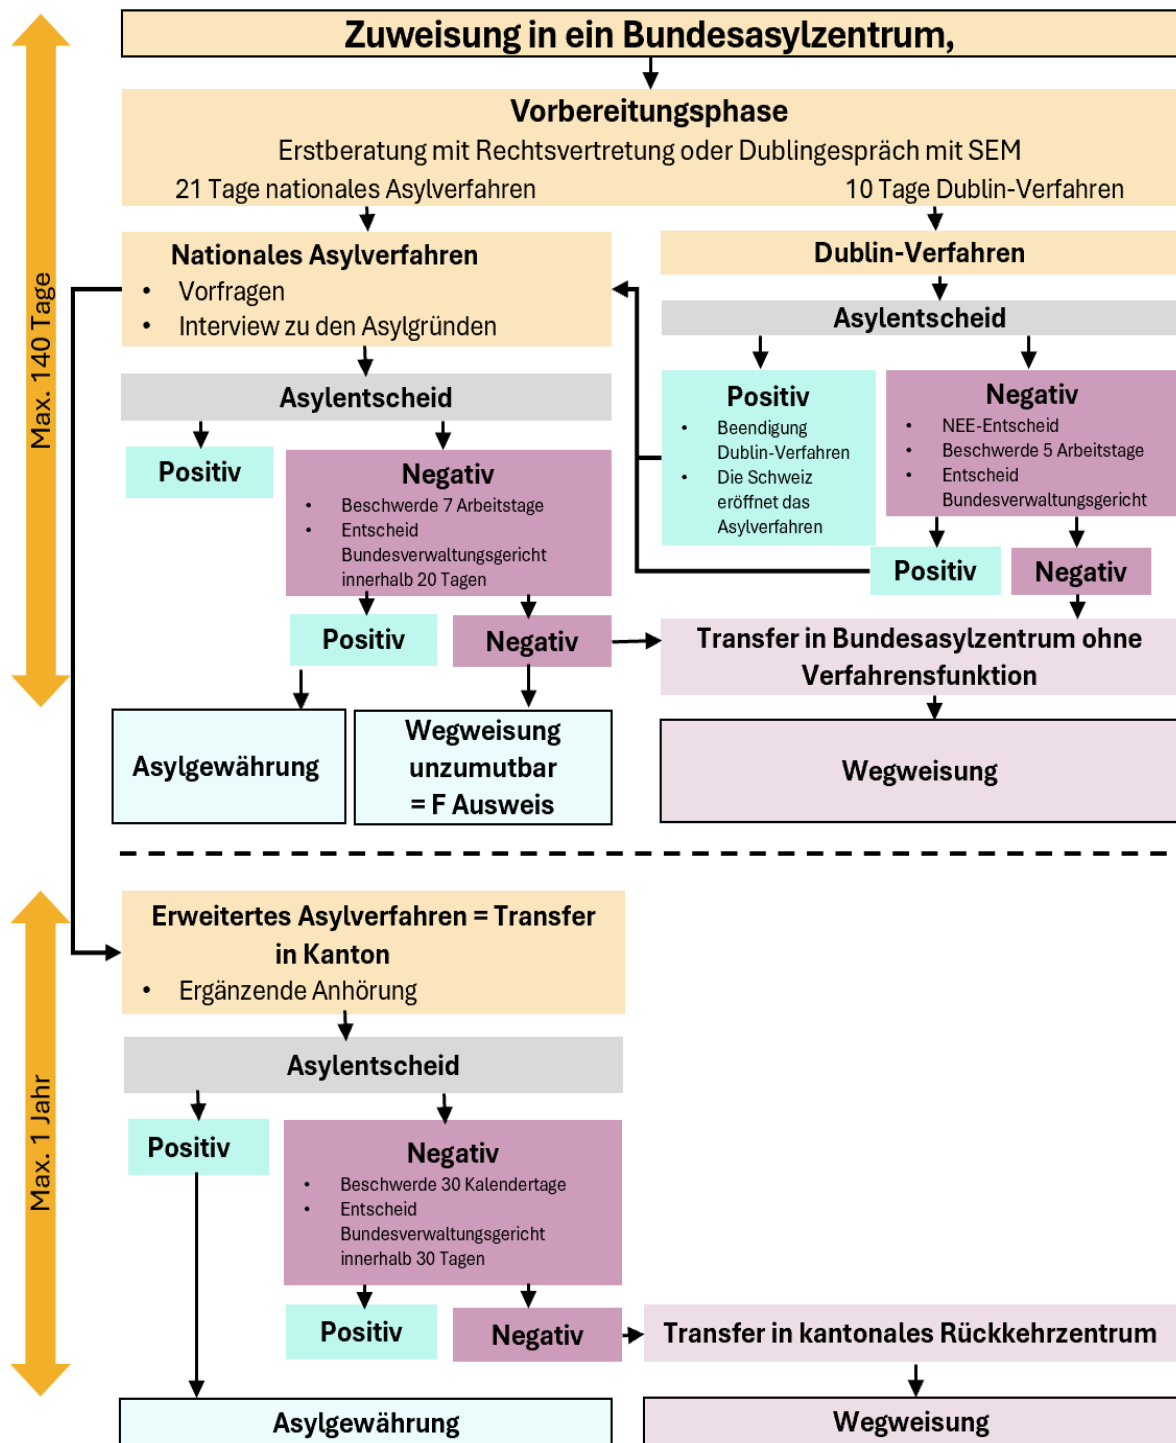 Zuweisung in ein Bundesasylzentrum,
Vorbereitungsphase
Erstberatung mit Rechtsvertretung oder Dublingespräch mit SEM
21 Tage nationales Asylverfahren
10 Tage Dublin-Verfahren
Max. 140 Tage
Nationales Asylverfahren
• Vorfragen
• Interview zu den Asylgründen
Asylentscheid
Positiv
Negativ
• Beschwerde 7 Arbeitstage
• Entscheid
Bundesverwaltungsgericht
innerhalb 20 Tagen
Positiv
Negativ
Asylgewährung
Wegweisung
unzumutbar
= F Ausweis
Dublin-Verfahren
Asylentscheid
Positiv
• Beendigung
Dublin-Verfahren
• Die Schweiz
eröffnet das
Asylverfahren
Negativ
• NEE-Entscheid
• Beschwerde 5 Arbeitstage
• Entscheid
Bundesverwaltungsgericht
Positiv
Negativ
Transfer in Bundesasylzentrum ohne
Verfahrensfunktion
Wegweisung
Max. 1 Jahr
Erweitertes Asylverfahren = Transfer
in Kanton
• Ergänzende Anhörung
Asylentscheid
Positiv
Negativ
• Beschwerde 30 Kalendertage
• Entscheid
Bundesverwaltungsgericht
innerhalb 30 Tagen
Positiv
Negativ
Transfer in kantonales Rückkehrzentrum
Asylgewährung
Wegweisung